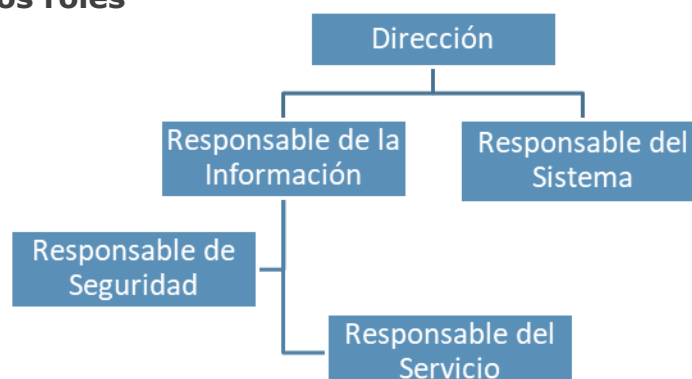 os roles
Dirección
Responsable de la
Información
Responsable del
Sistema
Responsable de
Seguridad
Responsable del
Servicio